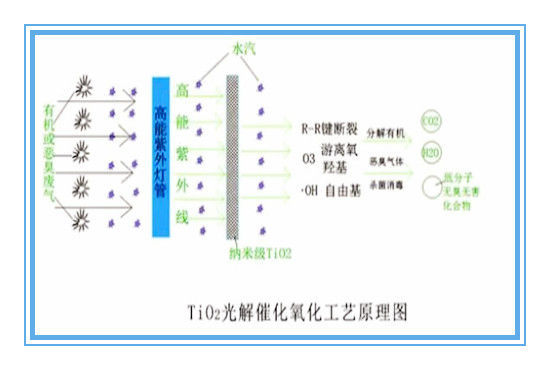 水汽
有机或恶臭废气
高能紫外灯管
高能紫外线
纳米级TiO2
R-R键断裂
O3 游离氧
羟基
·OH 自由基
分解有机
恶臭气体
杀菌消毒
CO2
H2O
低分子
无臭无害
化合物
TiO2光解催化氧化工艺原理图